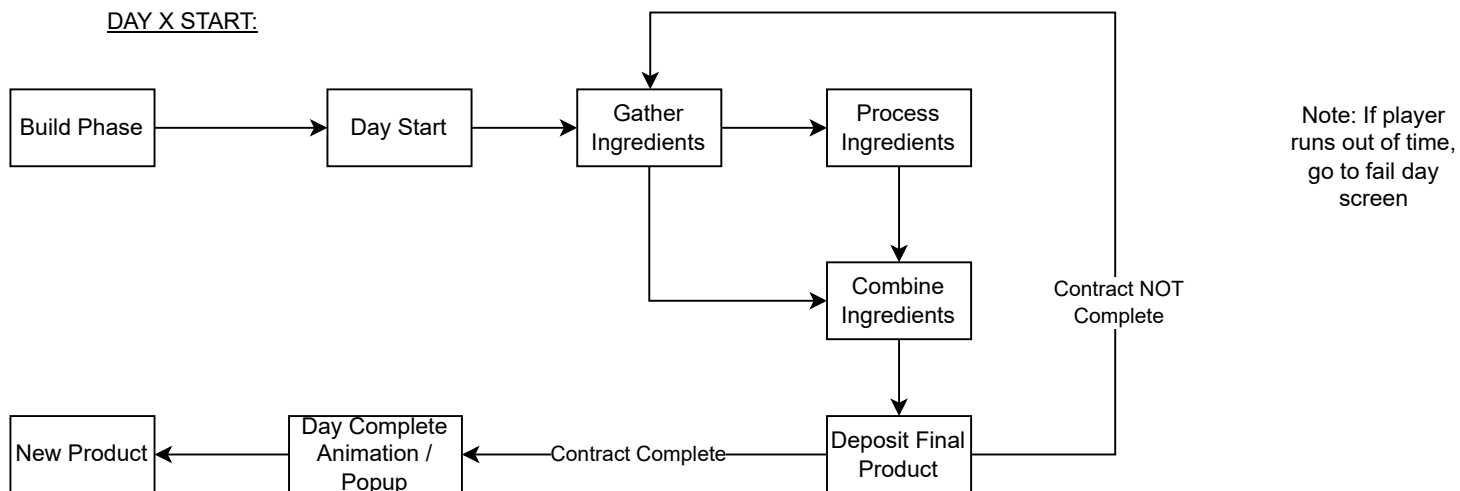 DAY X START:
Build Phase
Day Start
Gather
Ingredients
Process
Ingredients
Note: If player
runs out of time,
go to fail day
screen
Combine
Ingredients
Contract NOT
Complete
New Product
Day Complete
Animation /
Popup
Contract Complete
Deposit Final
Product